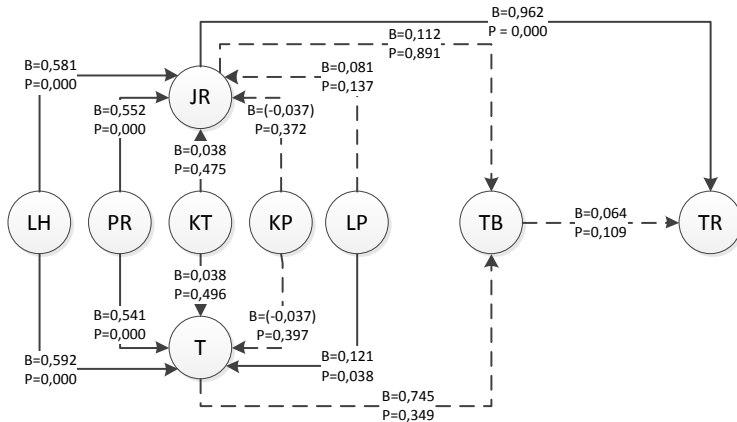 B=0,962
P = 0,000
B=0,112
P=0,891
B=0,581
P=0,000
B=0,081
P=0,137
JR
B=0,552
P=0,000
B=(-0,037)
P=0,372
B=0,038
P=0,475
LH
PR
KT
KP
LP
TB
B=0,064
P=0,109
TR
B=0,038
P=0,496
B=0,541
P=0,000
B=(-0,037)
P=0,397
T
B=0,592
P=0,000
B=0,121
P=0,038
B=0,745
P=0,349